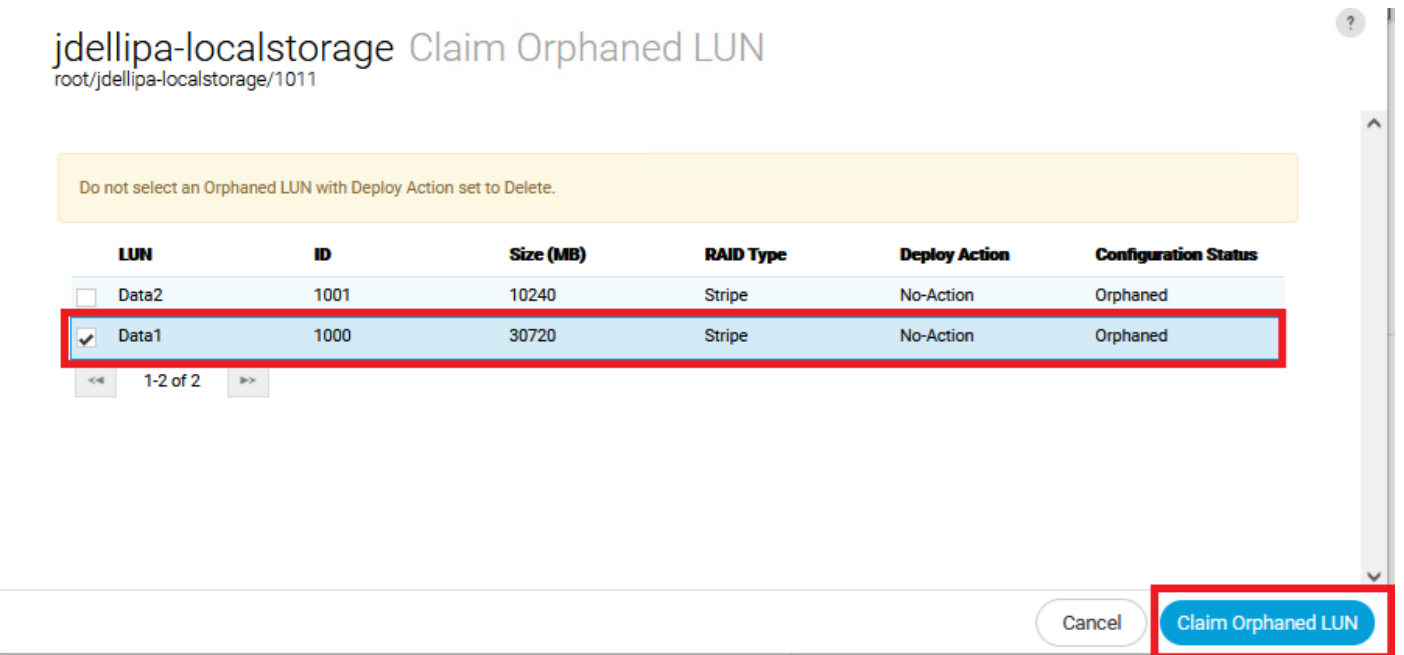 ?
jdellipa-localstorage Claim Orphaned LUN
root/jdellipa-localstorage/1011
Do not select an Orphaned LUN with Deploy Action set to Delete.
LUN ID Size (MB) RAID Type Deploy Action Configuration Status
Data2 1001 10240 Stripe No-Action Orphaned
Data1 1000 30720 Stripe No-Action Orphaned
1-2 of 2
Cancel Claim Orphaned LUN